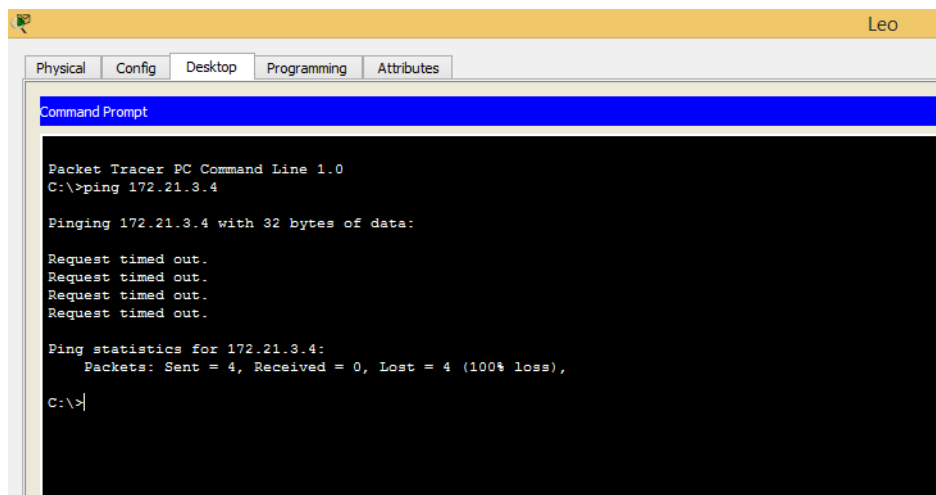 Leo
Physical Config Desktop Programming Attributes
Command Prompt
Packet Tracer PC Command Line 1.0
C:\>ping 172.21.3.4
Pinging 172.21.3.4 with 32 bytes of data:
Request timed out.
Request timed out.
Request timed out.
Request timed out.
Ping statistics for 172.21.3.4:
Packets: Sent = 4, Received = 0, Lost = 4 (100% loss),
C:\>